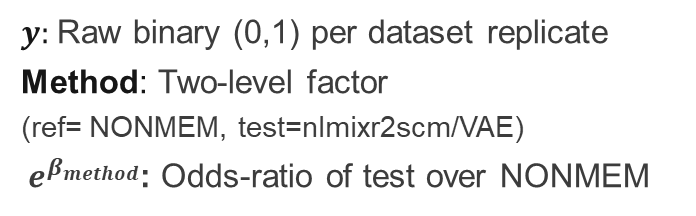 y: Raw binary (0,1) per dataset replicate
Method: Two-level factor
(ref= NONMEM, test=nlmixr2scm/VAE)
e^βmethod: Odds-ratio of test over NONMEM